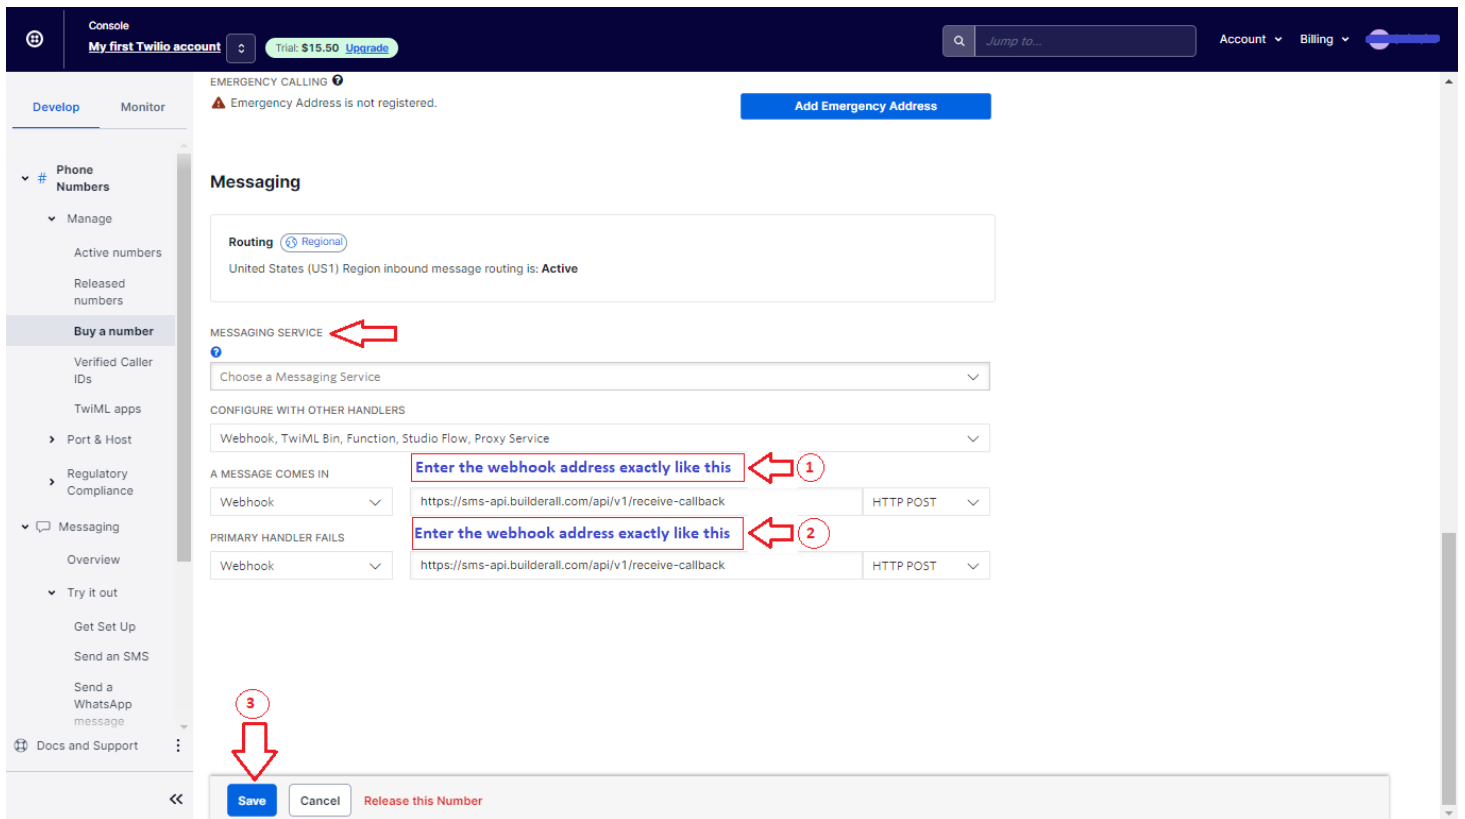 Console
My first Twilio account
Trial: $15.50 Upgrade
Jump to...
Account
Billing
Develop
Monitor
Phone
Numbers
Manage
Active numbers
Released
numbers
Buy a number
Verified Caller
IDs
TwiML apps
Port & Host
Regulatory
Compliance
Messaging
Overview
Try it out
Get Set Up
Send an SMS
Send a
WhatsApp
message
Docs and Support
EMERGENCY CALLING
Emergency Address is not registered.
Add Emergency Address
Messaging
Routing Regional
United States (US1) Region inbound message routing is: Active
MESSAGING SERVICE
Choose a Messaging Service
CONFIGURE WITH OTHER HANDLERS
Webhook, TwiML Bin, Function, Studio Flow, Proxy Service
A MESSAGE COMES IN
Enter the webhook address exactly like this 1
Webhook
https://sms-api.builderall.com/api/v1/receive-callback
HTTP POST
PRIMARY HANDLER FAILS
Enter the webhook address exactly like this 2
Webhook
https://sms-api.builderall.com/api/v1/receive-callback
HTTP POST
3
Save
Cancel
Release this Number